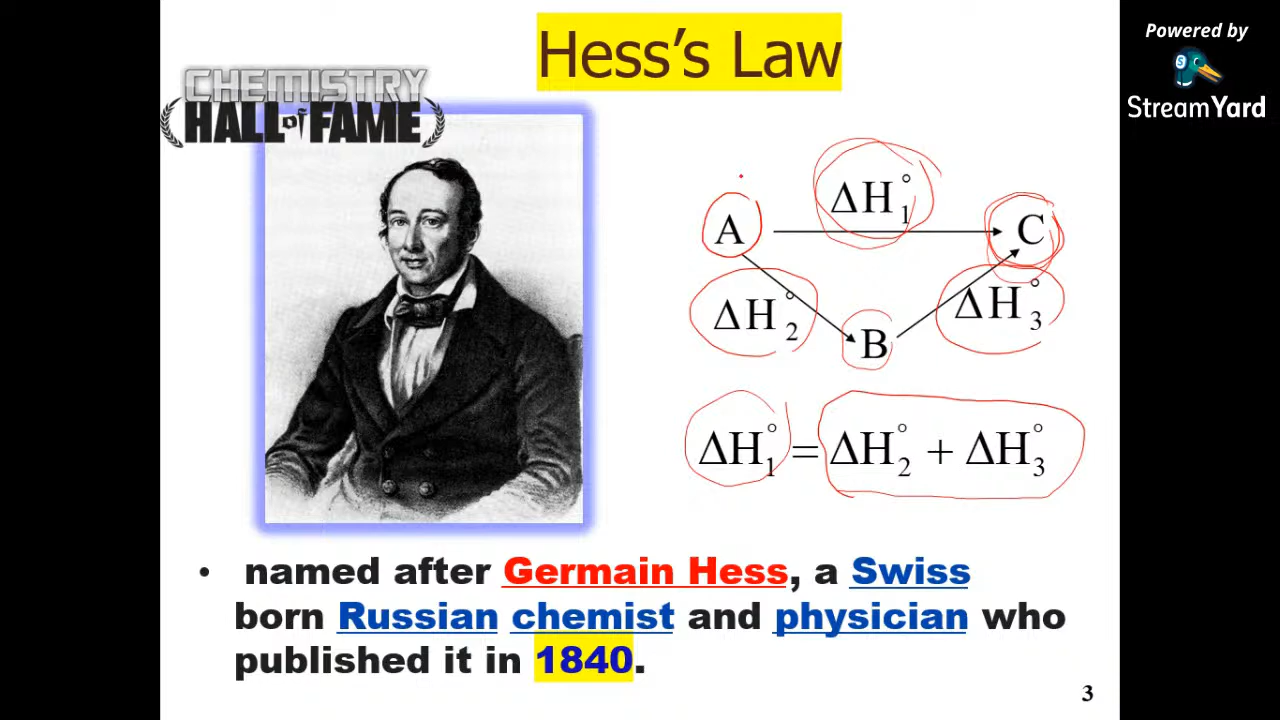 Hess's Law
Powered by
StreamYard
CHEMISTRY
HALL of FAME
ΔH°₁
A
C
ΔH°₂
ΔH°₃
B
ΔH°₁ = ΔH°₂ + ΔH°₃
• named after Germain Hess, a Swiss
born Russian chemist and physician who
published it in 1840.
3